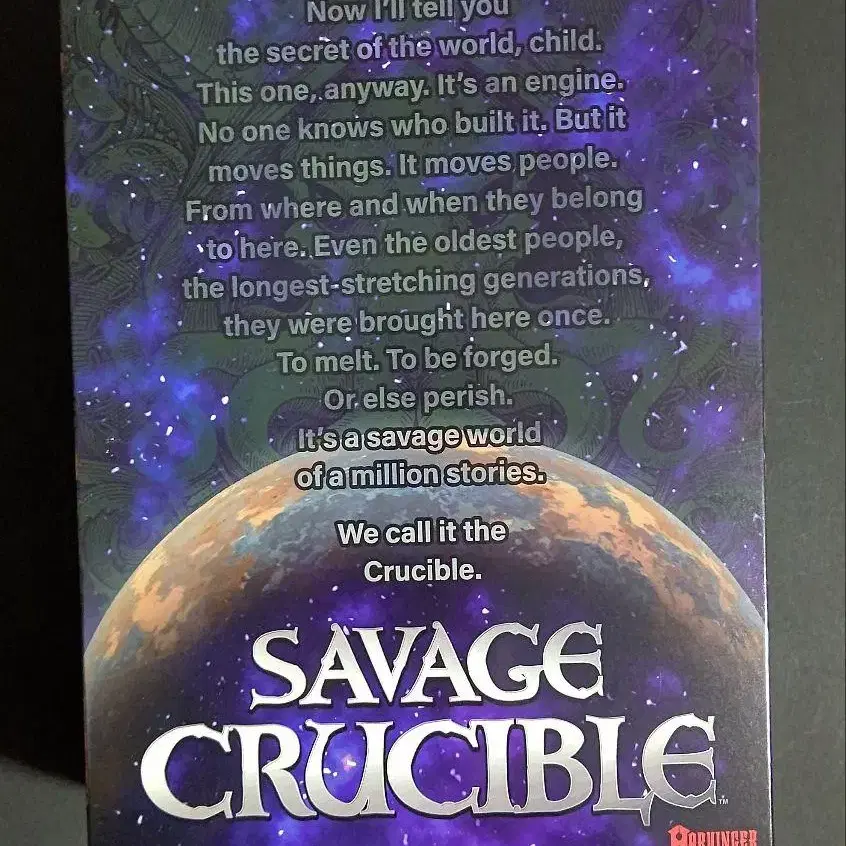 Now I'll tell you
the secret of the world, child.
This one, anyway. It's an engine.
No one knows who built it. But it
moves things. It moves people.
From where and when they belong
to here. Even the oldest people,
the longest-stretching generations,
they were brought here once.
To melt. To be forged.
Or else perish.
It's a savage world
of a million stories.
We call it the
Crucible.
SAVAGE
CRUCIBLE™
HARBINGER